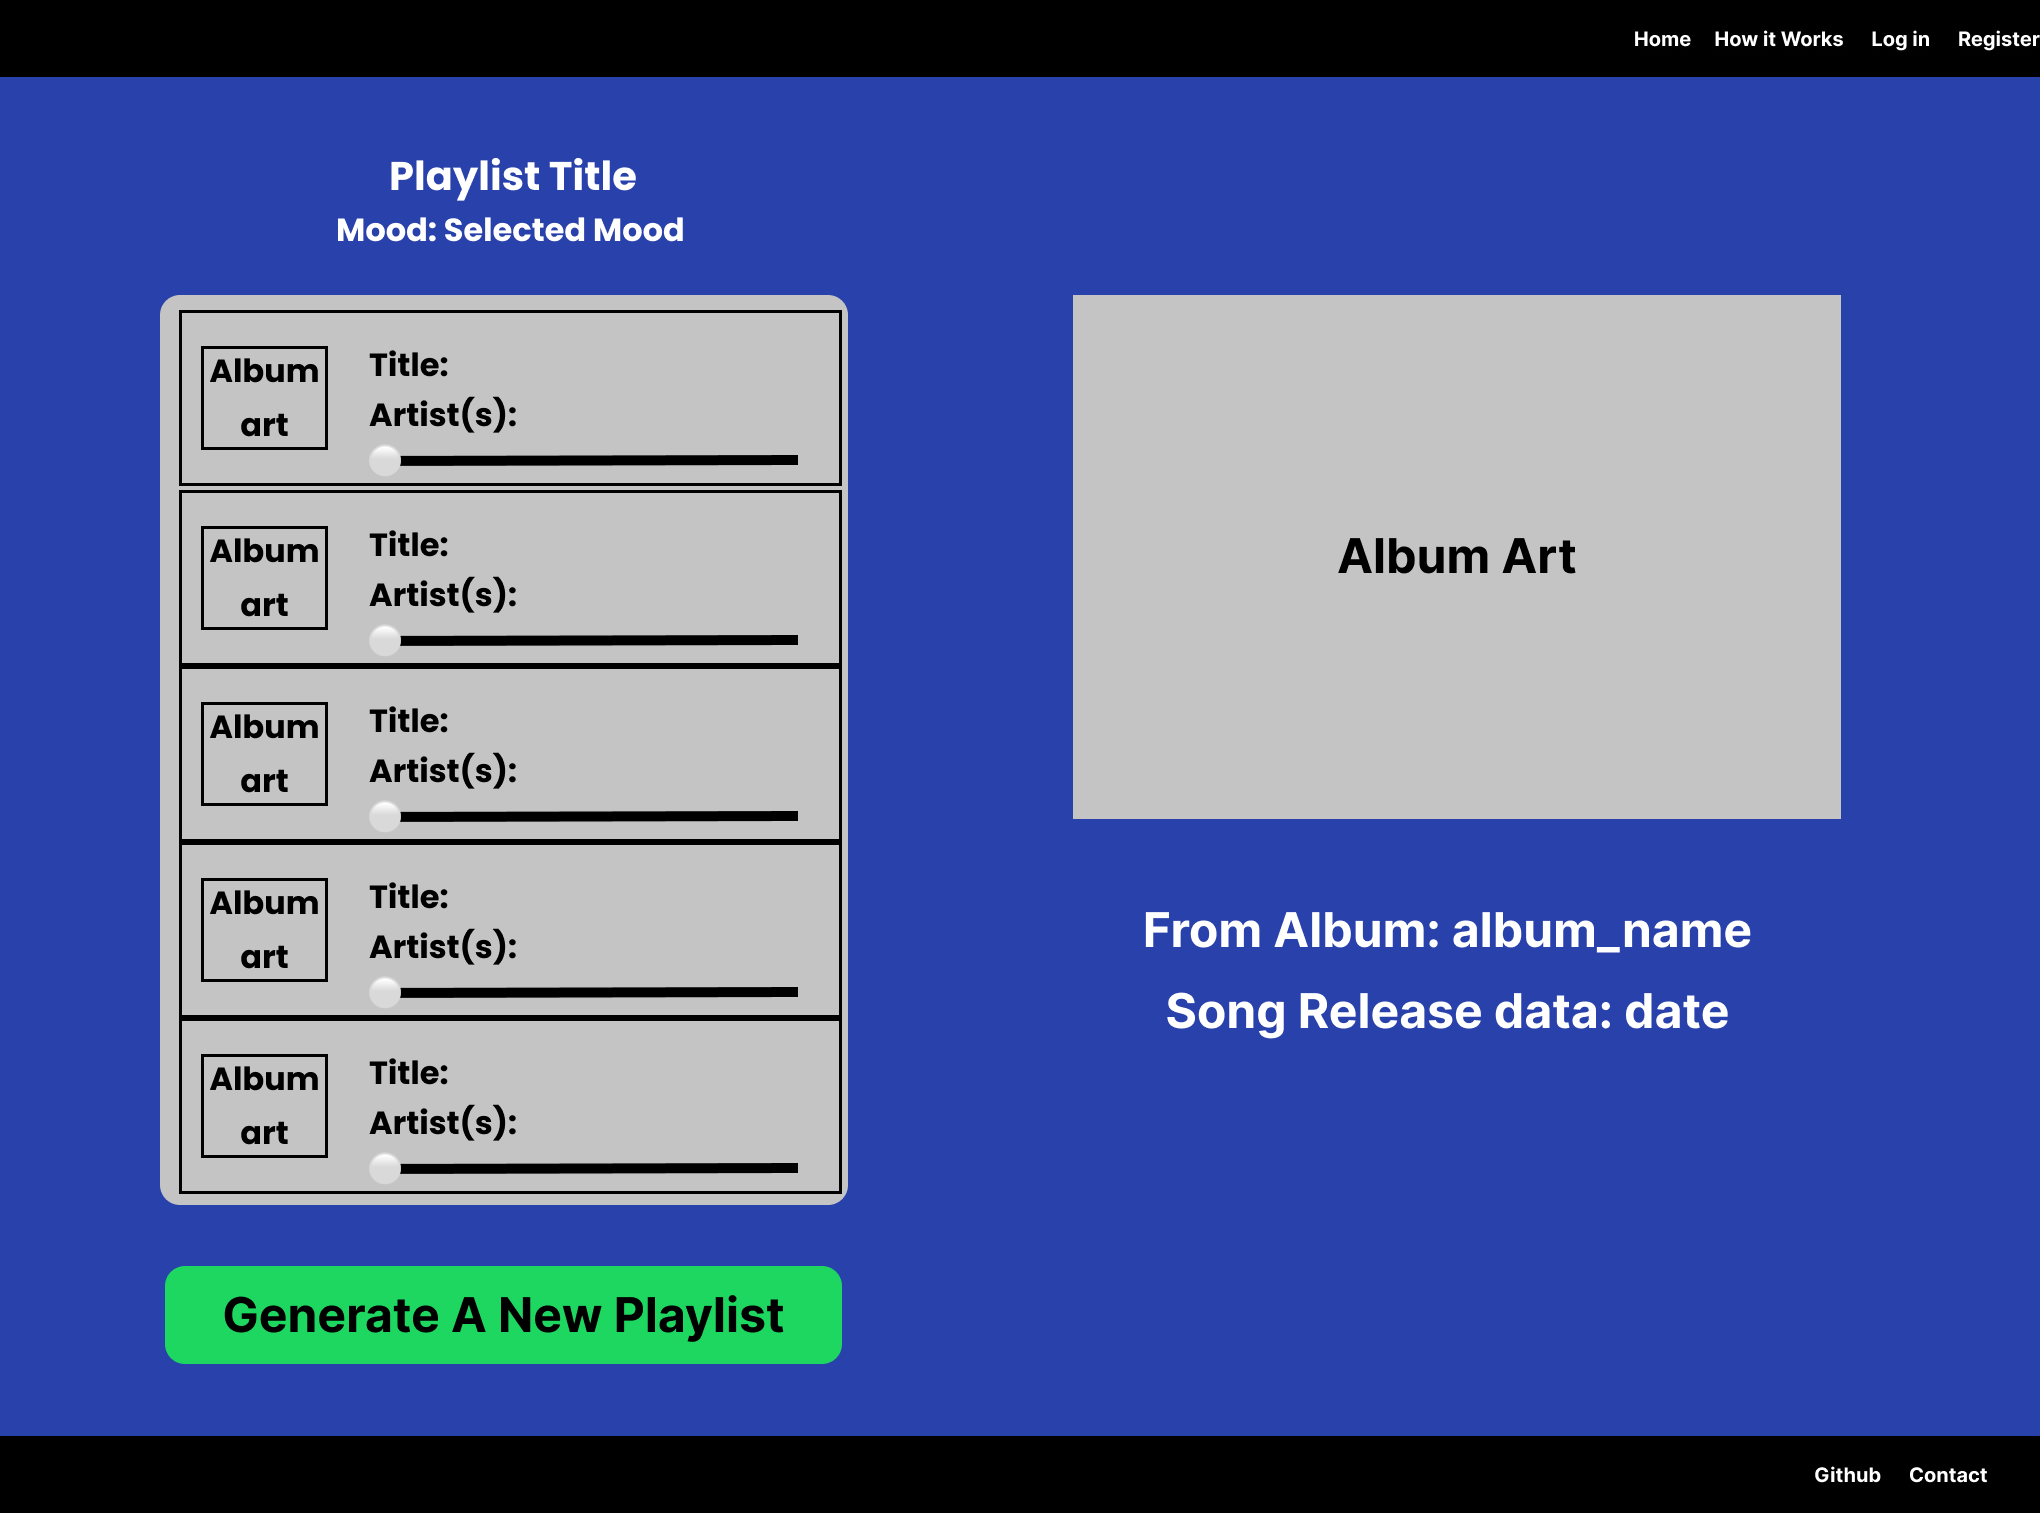 Home How it Works Log in Register
Playlist Title
Mood: Selected Mood
Album
art
Title:
Artist(s):
Album
art
Title:
Artist(s):
Album
art
Title:
Artist(s):
Album
art
Title:
Artist(s):
Album
art
Title:
Artist(s):
Generate A New Playlist
Album Art
From Album: album_name
Song Release data: date
Github Contact